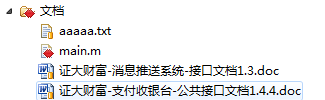 文档
aaaaa.txt
main.m
证大财富-消息推送系统-接口文档1.3.doc
证大财富-支付收银台-公共接口文档1.4.4.doc